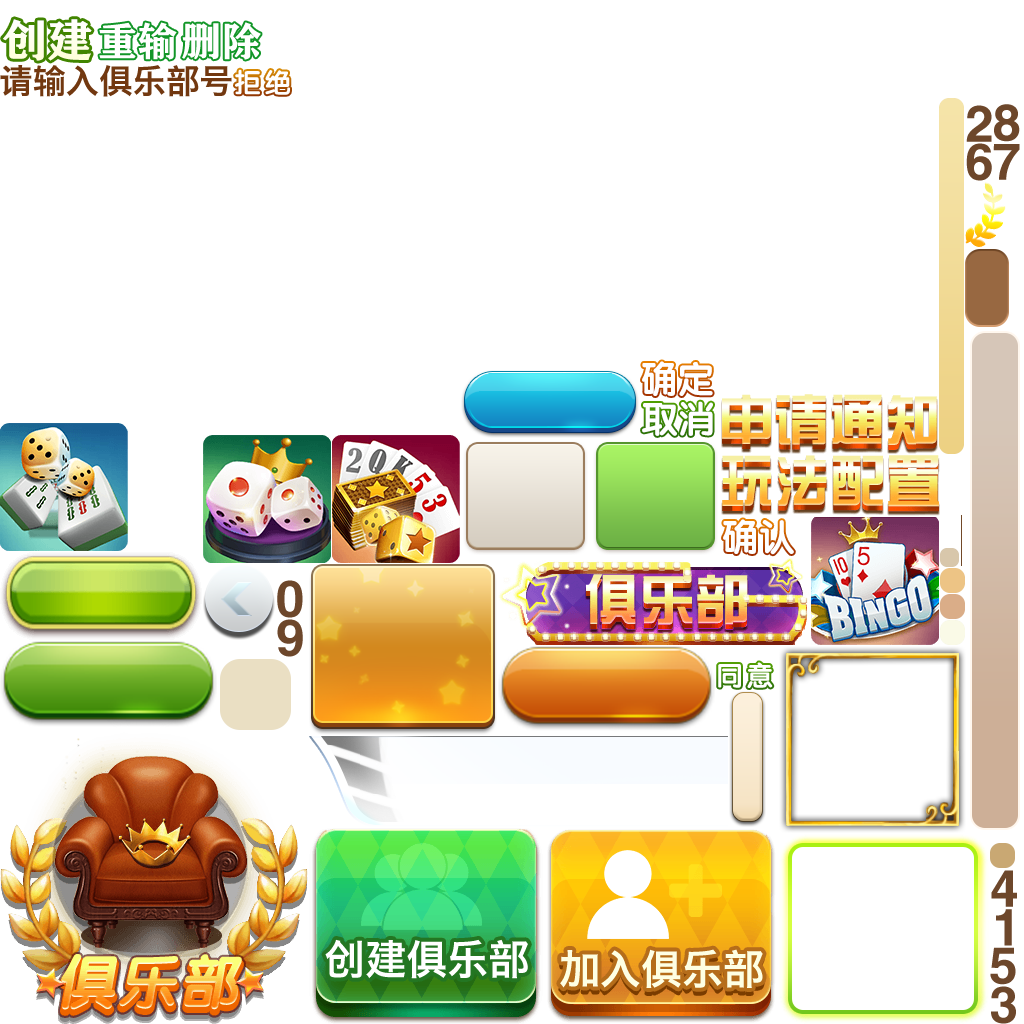 创建 重输 删除
请输入俱乐部号 拒绝
28
67
确定
取消
申请通知
玩法配置
确认
2 Q K 5 3
10 5
BINGO
0
9
俱乐部
同意
创建俱乐部
加入俱乐部
俱乐部
4
1
5
3